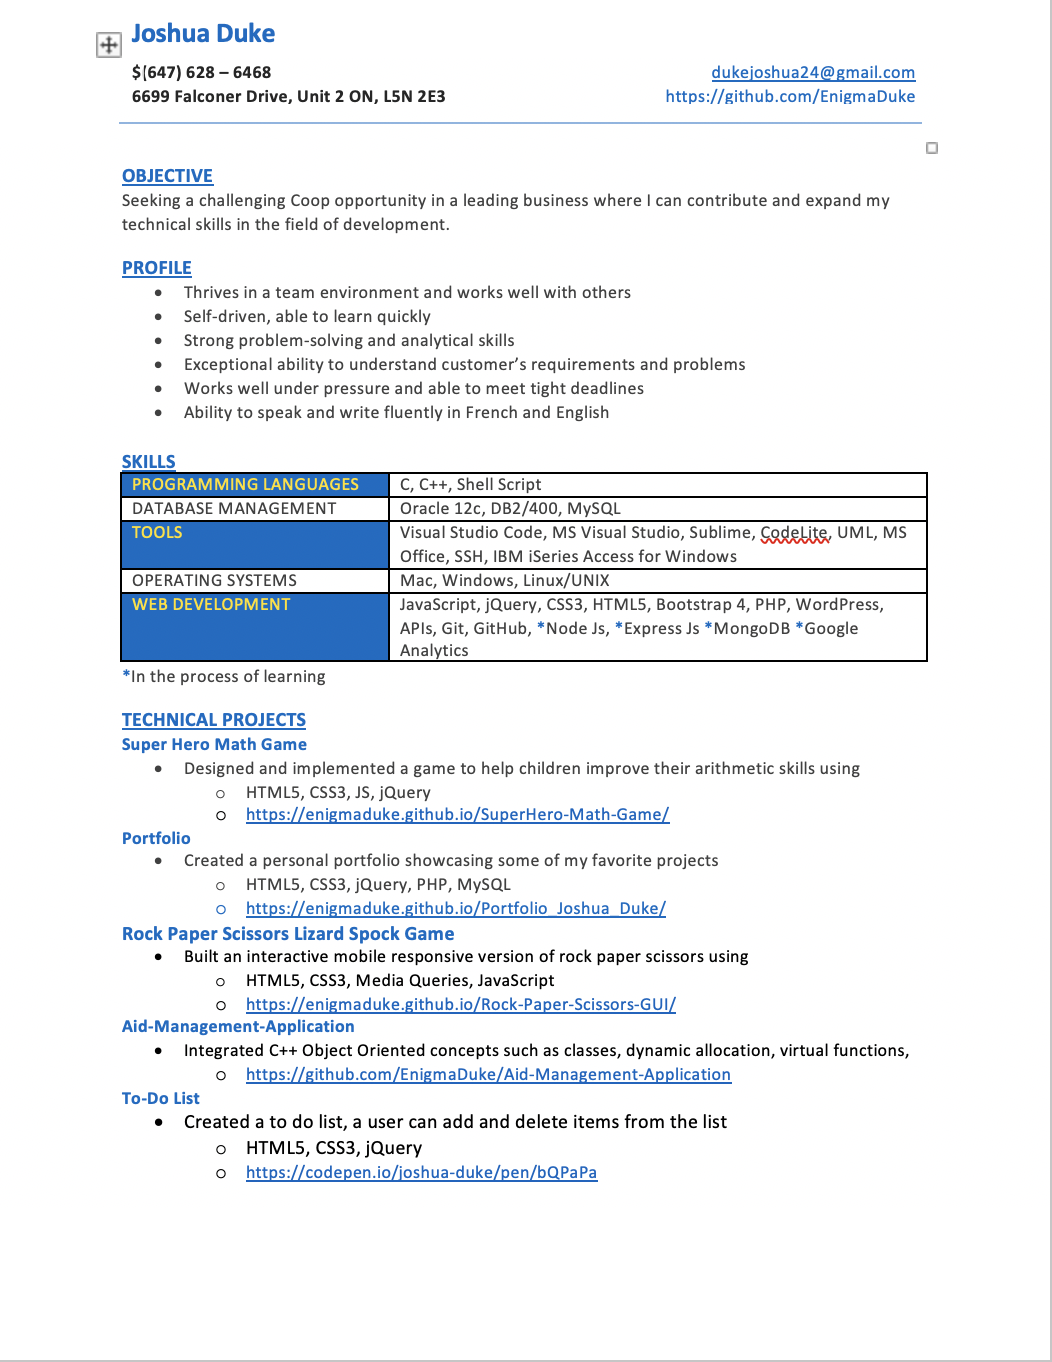 Joshua Duke
$(647) 628 – 6468
dukejoshua24@gmail.com
6699 Falconer Drive, Unit 2 ON, L5N 2E3
https://github.com/EnigmaDuke
OBJECTIVE
Seeking a challenging Coop opportunity in a leading business where I can contribute and expand my
technical skills in the field of development.
PROFILE
• Thrives in a team environment and works well with others
• Self-driven, able to learn quickly
• Strong problem-solving and analytical skills
• Exceptional ability to understand customer’s requirements and problems
• Works well under pressure and able to meet tight deadlines
• Ability to speak and write fluently in French and English
SKILLS
PROGRAMMING LANGUAGES
C, C++, Shell Script
DATABASE MANAGEMENT
Oracle 12c, DB2/400, MySQL
TOOLS
Visual Studio Code, MS Visual Studio, Sublime, CodeLite, UML, MS
Office, SSH, IBM iSeries Access for Windows
OPERATING SYSTEMS
Mac, Windows, Linux/UNIX
WEB DEVELOPMENT
JavaScript, jQuery, CSS3, HTML5, Bootstrap 4, PHP, WordPress,
APIs, Git, GitHub, *Node Js, *Express Js *MongoDB *Google
Analytics
*In the process of learning
TECHNICAL PROJECTS
Super Hero Math Game
• Designed and implemented a game to help children improve their arithmetic skills using
o HTML5, CSS3, JS, jQuery
o https://enigmaduke.github.io/SuperHero-Math-Game/
Portfolio
• Created a personal portfolio showcasing some of my favorite projects
o HTML5, CSS3, jQuery, PHP, MySQL
o https://enigmaduke.github.io/Portfolio_Joshua_Duke/
Rock Paper Scissors Lizard Spock Game
• Built an interactive mobile responsive version of rock paper scissors using
o HTML5, CSS3, Media Queries, JavaScript
o https://enigmaduke.github.io/Rock-Paper-Scissors-GUI/
Aid-Management-Application
• Integrated C++ Object Oriented concepts such as classes, dynamic allocation, virtual functions,
o https://github.com/EnigmaDuke/Aid-Management-Application
To-Do List
• Created a to do list, a user can add and delete items from the list
o HTML5, CSS3, jQuery
o https://codepen.io/joshua-duke/pen/bQPaPa